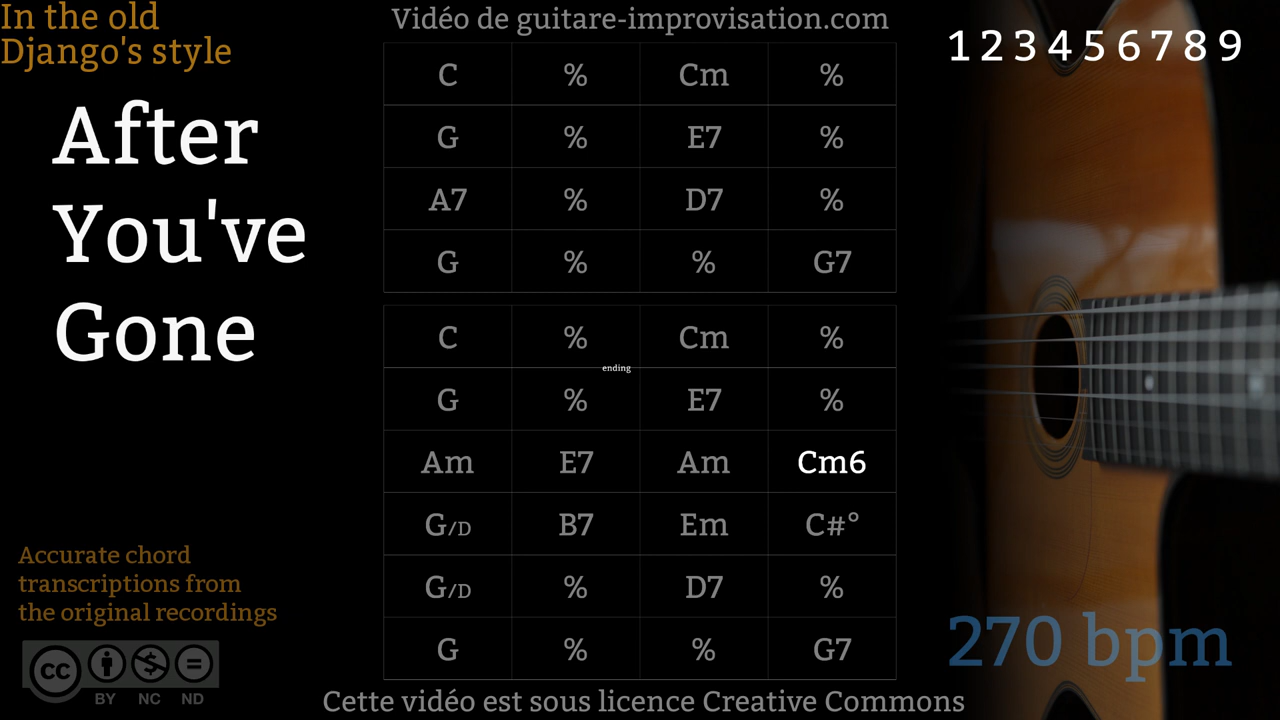 In the old
Django's style
After
You've
Gone
Accurate chord
transcriptions from
the original recordings
cc
BY NC ND
Vidéo de guitare-improvisation.com
C % Cm %
G % E7 %
A7 % D7 %
G % % G7
C % Cm %
ending
G % E7 %
Am E7 Am Cm6
G/D B7 Em C#°
G/D % D7 %
G % % G7
Cette vidéo est sous licence Creative Commons
1 2 3 4 5 6 7 8 9
270 bpm